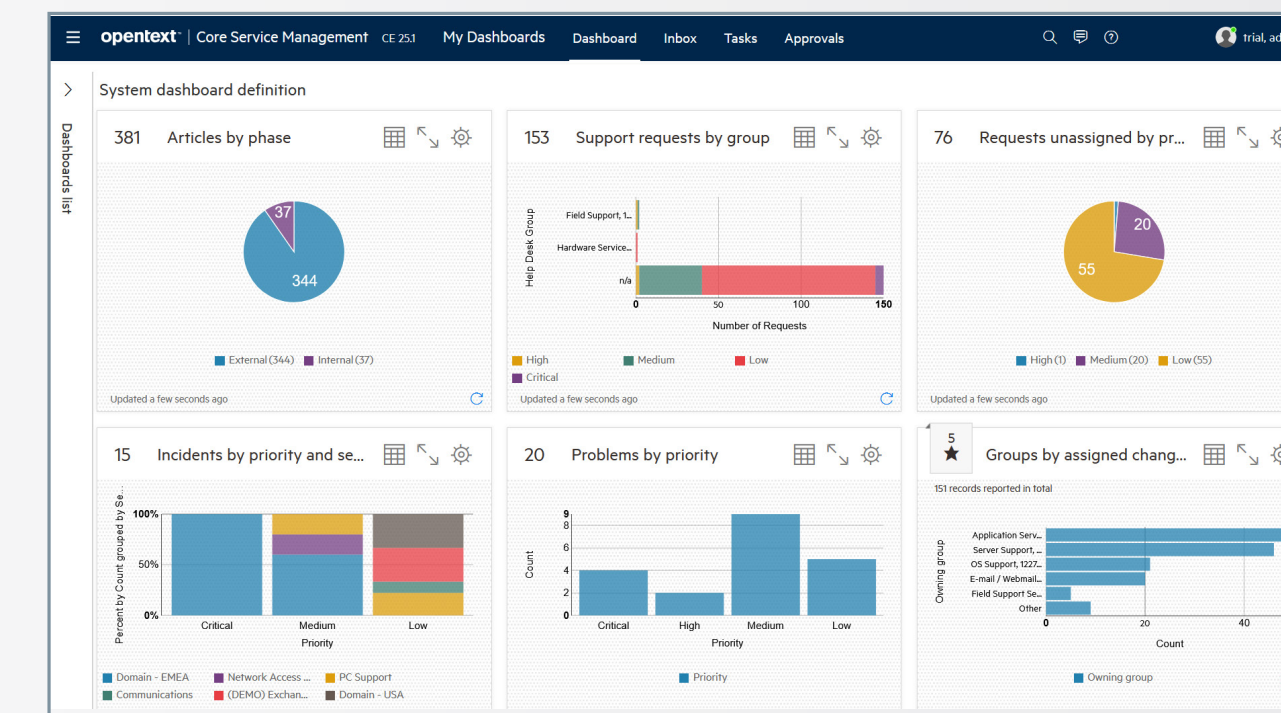 opentext™ | Core Service Management CE 25.1 My Dashboards Dashboard Inbox Tasks Approvals trial, ad
System dashboard definition
Dashboards list
381 Articles by phase
37
344
External (344) Internal (37)
Updated a few seconds ago
153 Support requests by group
Help Desk Group
Field Support, 1...
Hardware Service...
n/a
0 50 100 150
Number of Requests
High Medium Low
Critical
Updated a few seconds ago
76 Requests unassigned by pr...
20
55
High (1) Medium (20) Low (55)
Updated a few seconds ago
15 Incidents by priority and se...
Percent by Count grouped by Se...
100%
50%
0%
Critical Medium Low
Priority
Domain - EMEA Network Access ... PC Support
Communications (DEMO) Exchan... Domain - USA
20 Problems by priority
Count
9
8
6
4
2
0
Critical High Medium Low
Priority
Priority
5
Groups by assigned chang...
151 records reported in total
Owning group
Application Serv...
Server Support, ...
OS Support, 1227...
E-mail / Webmail...
Field Support Se...
Other
0 20 40
Count
Owning group